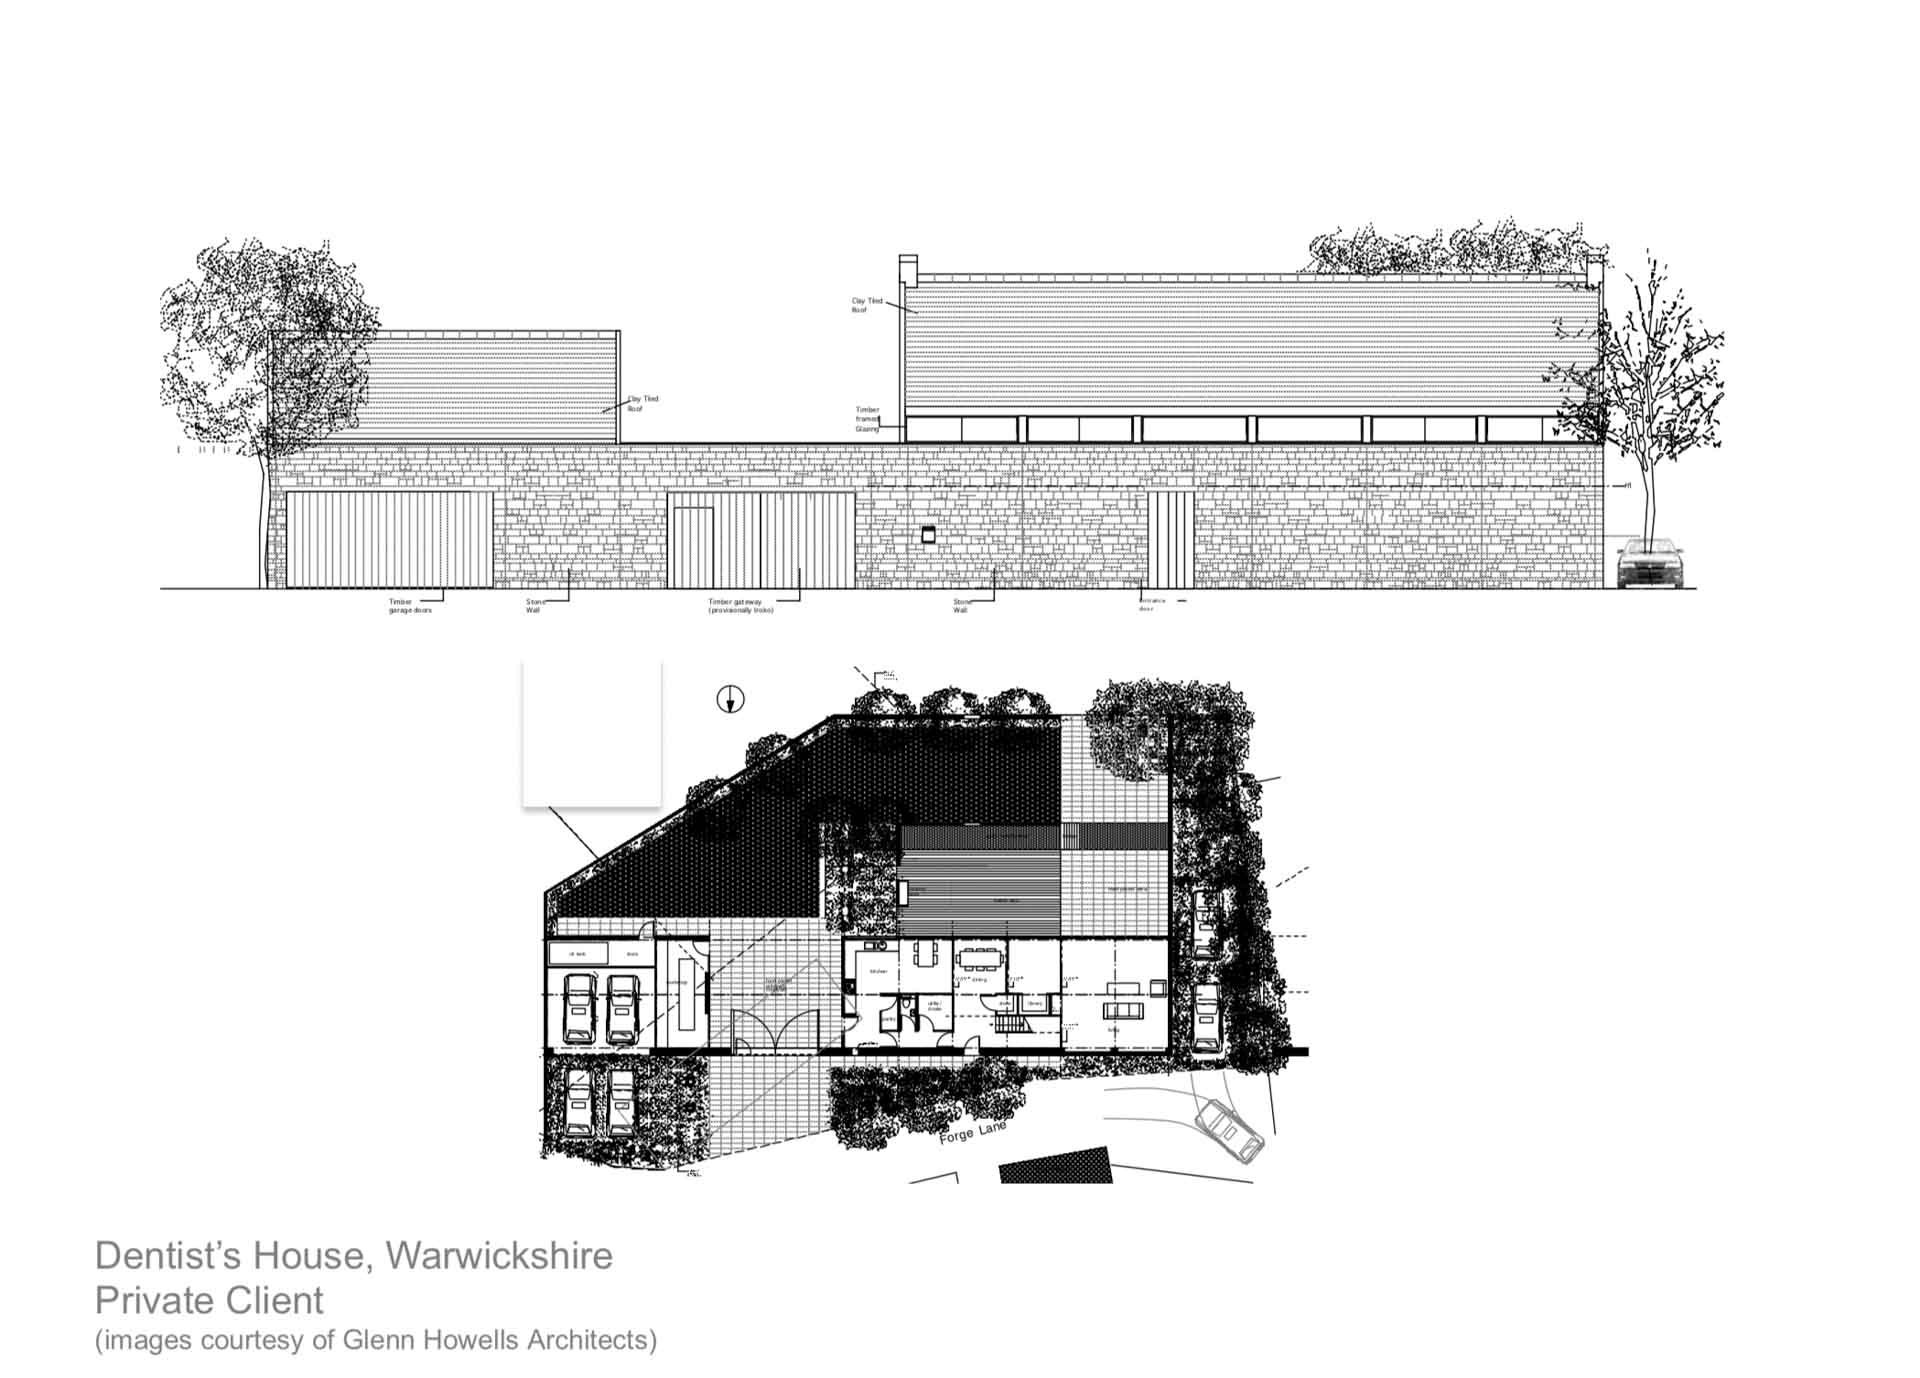 Clay Tiled
Roof
Clay Tiled
Roof
Timber
framed
Glazing
Timber
garage doors
Stone
Wall
Timber gateway
(provisionally Iroko)
Stone
Wall
Entrance
door
kitchen
dining
utility /
pantry
library
living
Forge Lane
Dentist’s House, Warwickshire
Private Client
(images courtesy of Glenn Howells Architects)